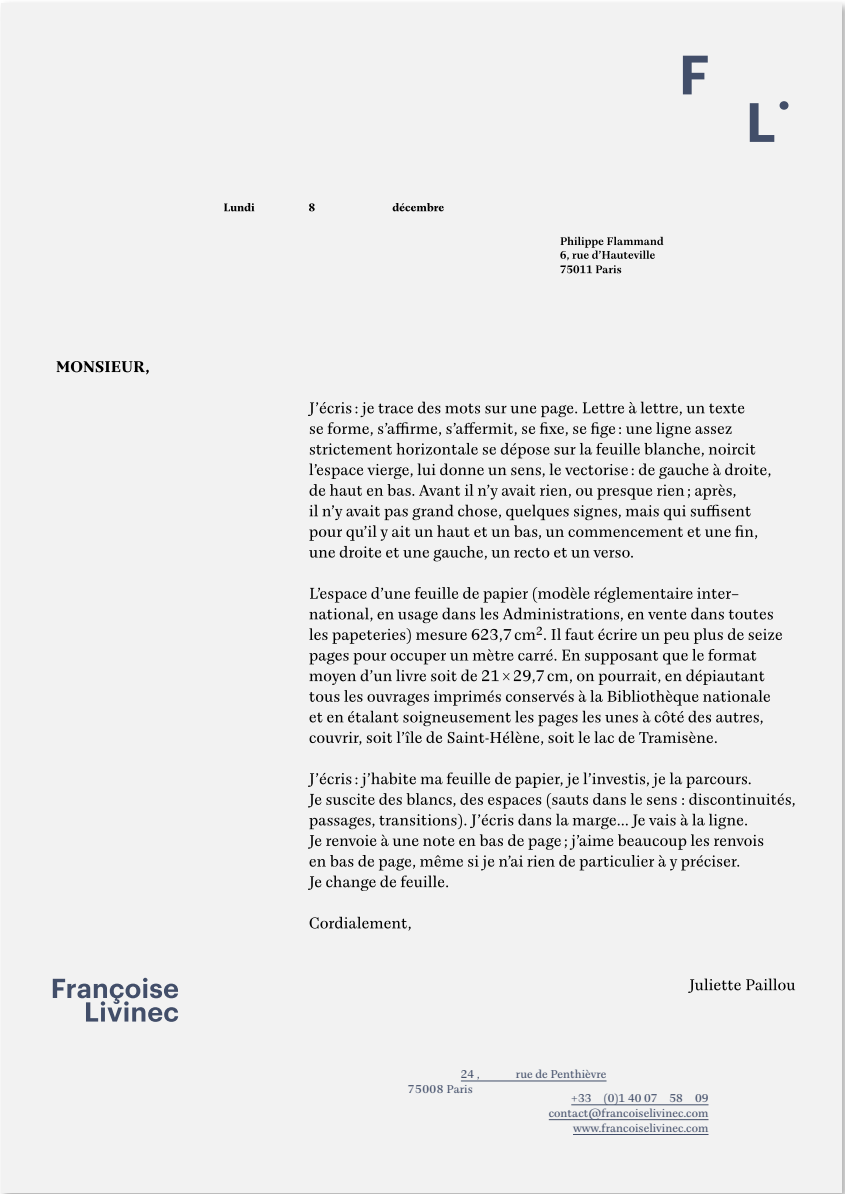 F
L·
Lundi 8 décembre
Philippe Flammand
6, rue d’Hauteville
75011 Paris
MONSIEUR,
J’écris : je trace des mots sur une page. Lettre à lettre, un texte
se forme, s’affirme, s’affermit, se fixe, se fige : une ligne assez
strictement horizontale se dépose sur la feuille blanche, noircit
l’espace vierge, lui donne un sens, le vectorise : de gauche à droite,
de haut en bas. Avant il n’y avait rien, ou presque rien ; après,
il n’y avait pas grand chose, quelques signes, mais qui suffisent
pour qu’il y ait un haut et un bas, un commencement et une fin,
une droite et une gauche, un recto et un verso.
L’espace d’une feuille de papier (modèle réglementaire inter–
national, en usage dans les Administrations, en vente dans toutes
les papeteries) mesure 623,7 cm². Il faut écrire un peu plus de seize
pages pour occuper un mètre carré. En supposant que le format
moyen d’un livre soit de 21 × 29,7 cm, on pourrait, en dépiautant
tous les ouvrages imprimés conservés à la Bibliothèque nationale
et en étalant soigneusement les pages les unes à côté des autres,
couvrir, soit l’île de Saint-Hélène, soit le lac de Tramisène.
J’écris : j’habite ma feuille de papier, je l’investis, je la parcours.
Je suscite des blancs, des espaces (sauts dans le sens : discontinuités,
passages, transitions). J’écris dans la marge... Je vais à la ligne.
Je renvoie à une note en bas de page ; j’aime beaucoup les renvois
en bas de page, même si je n’ai rien de particulier à y préciser.
Je change de feuille.
Cordialement,
Juliette Paillou
Françoise
Livinec
24 , rue de Penthièvre
75008 Paris
+33 (0)1 40 07 58 09
contact@francoiselivinec.com
www.francoiselivinec.com